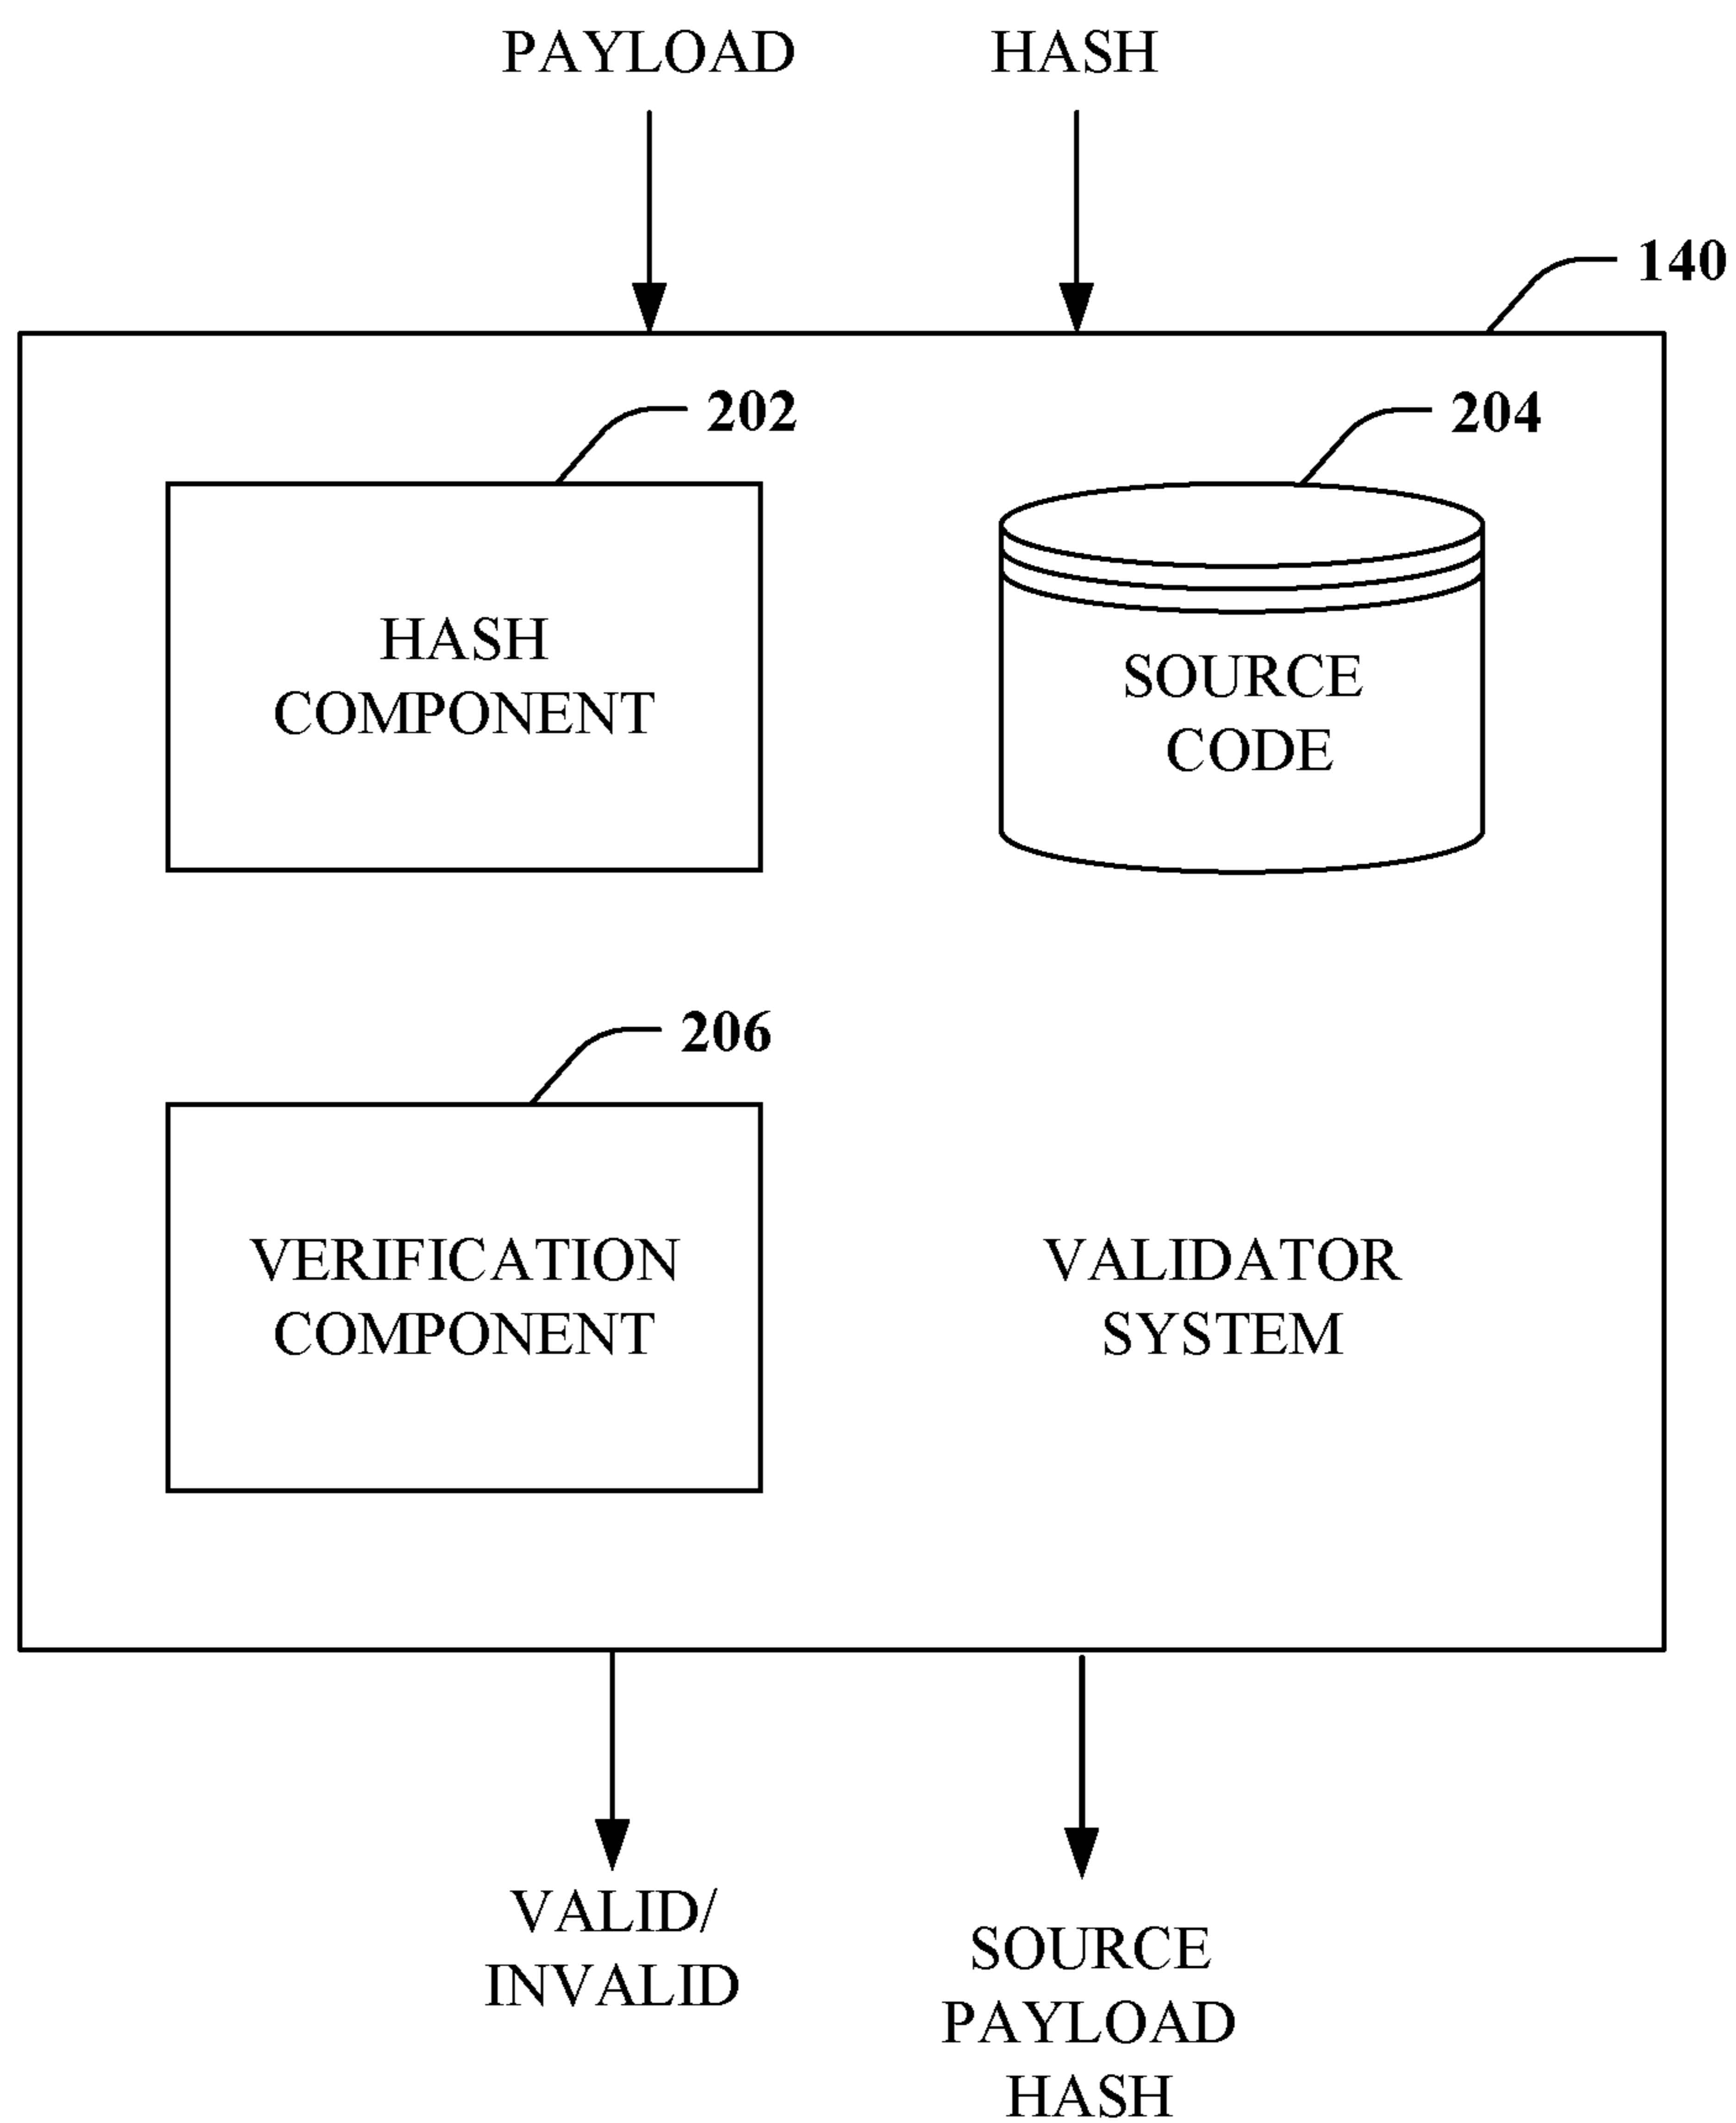 PAYLOAD
HASH
140
202
204
HASH
COMPONENT
SOURCE
CODE
206
VERIFICATION
COMPONENT
VALIDATOR
SYSTEM
VALID/
INVALID
SOURCE
PAYLOAD
HASH